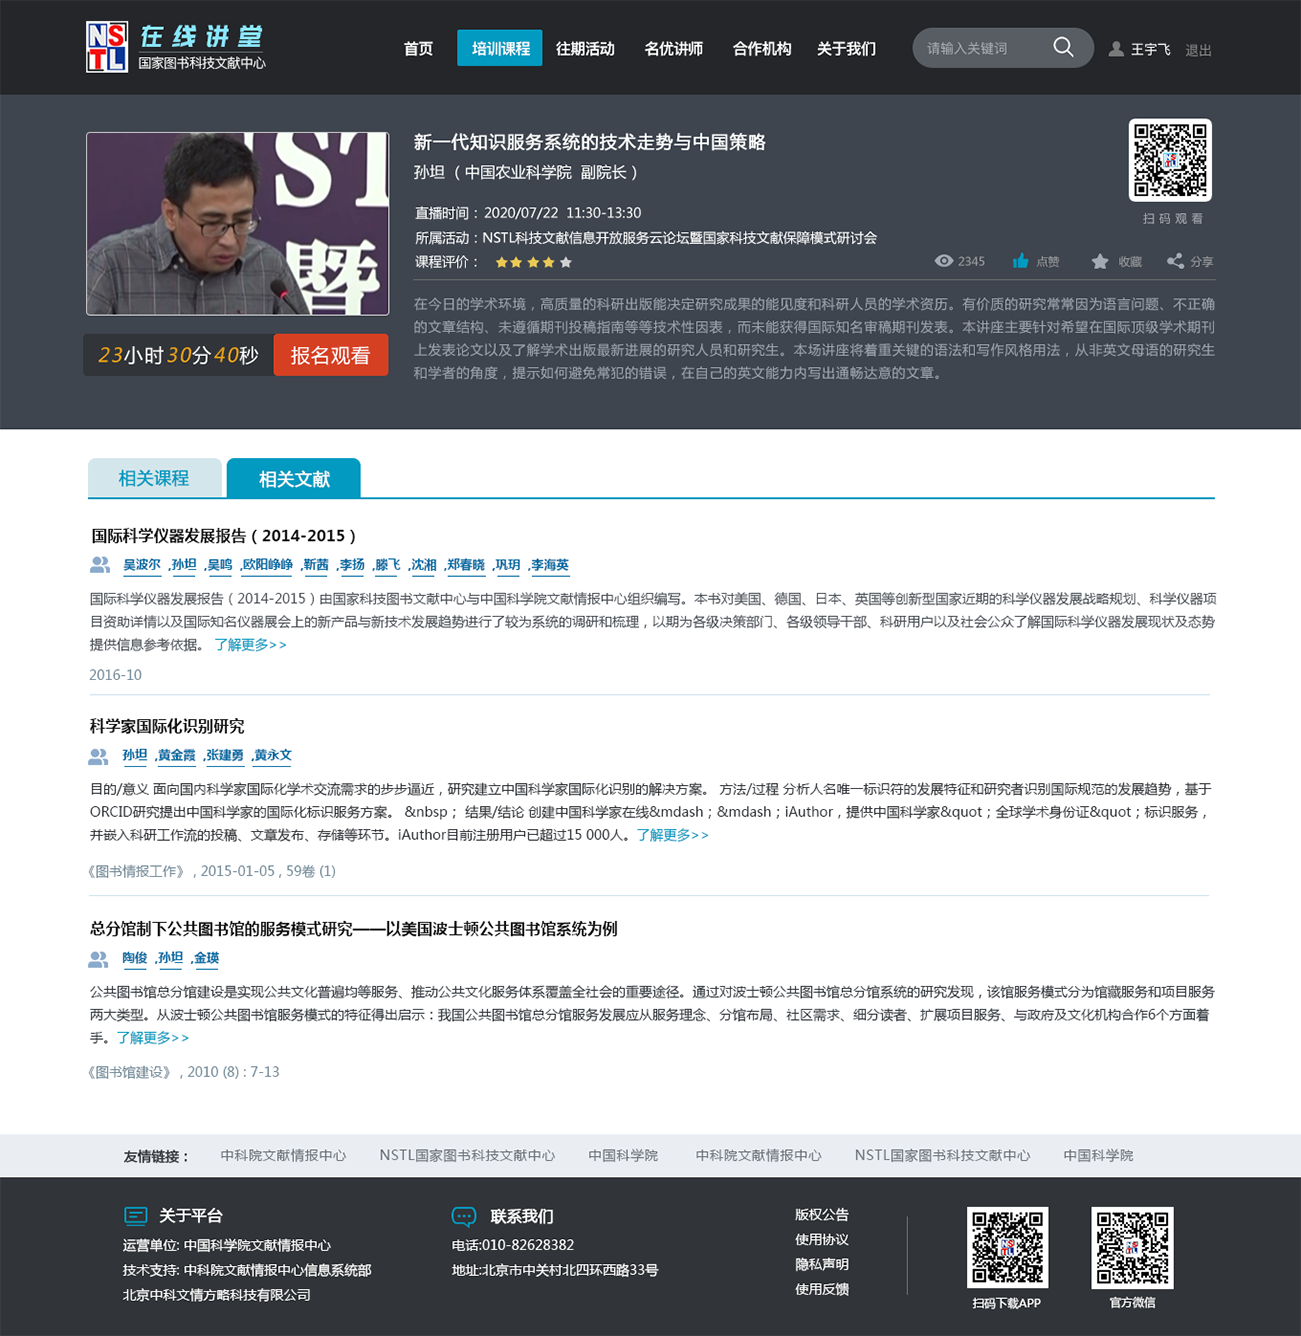 NSTL 在线讲堂
国家图书科技文献中心
首页 培训课程 往期活动 名优讲师 合作机构 关于我们 请输入关键词 王宇飞 退出
新一代知识服务系统的技术走势与中国策略
孙坦 ( 中国农业科学院 副院长 )
扫码观看
直播时间： 2020/07/22 11:30-13:30
所属活动：NSTL科技文献信息开放服务云论坛暨国家科技文献保障模式研讨会
课程评价：
2345 点赞 收藏 分享
在今日的学术环境，高质量的科研出版能决定研究成果的能见度和科研人员的学术资历。有价质的研究常常因为语言问题、不正确
的文章结构、未遵循期刊投稿指南等等技术性因表，而未能获得国际知名审稿期刊发表。本讲座主要针对希望在国际顶级学术期刊
上发表论文以及了解学术出版最新进展的研究人员和研究生。本场讲座将着重关键的语法和写作风格用法，从非英文母语的研究生
和学者的角度，提示如何避免常犯的错误，在自己的英文能力内写出通畅达意的文章。
ST
暨
23小时30分40秒 报名观看
相关课程 相关文献
国际科学仪器发展报告（2014-2015）
吴波尔 ,孙坦 ,吴鸣 ,欧阳峥峥 ,靳茜 ,李扬 ,滕飞 ,沈湘 ,郑春晓 ,巩玥 ,李海英
国际科学仪器发展报告（2014-2015）由国家科技图书文献中心与中国科学院文献情报中心组织编写。本书对美国、德国、日本、英国等创新型国家近期的科学仪器发展战略规划、科学仪器项
目资助详情以及国际知名仪器展会上的新产品与新技术发展趋势进行了较为系统的调研和梳理，以期为各级决策部门、各级领导干部、科研用户以及社会公众了解国际科学仪器发展现状及态势
提供信息参考依据。 了解更多>>
2016-10
科学家国际化识别研究
孙坦 ,黄金霞 ,张建勇 ,黄永文
目的/意义 面向国内科学家国际化学术交流需求的步步逼近，研究建立中国科学家国际化识别的解决方案。 方法/过程 分析人名唯一标识符的发展特征和研究者识别国际规范的发展趋势，基于
ORCID研究提出中国科学家的国际化标识服务方案。 &nbsp； 结果/结论 创建中国科学家在线&mdash；&mdash；iAuthor，提供中国科学家&quot；全球学术身份证&quot；标识服务，
并嵌入科研工作流的投稿、文章发布、存储等环节。iAuthor目前注册用户已超过15 000人。了解更多>>
《图书情报工作》 , 2015-01-05 , 59卷 (1)
总分馆制下公共图书馆的服务模式研究——以美国波士顿公共图书馆系统为例
陶俊 ,孙坦 ,金瑛
公共图书馆总分馆建设是实现公共文化普遍均等服务、推动公共文化服务体系覆盖全社会的重要途径。通过对波士顿公共图书馆总分馆系统的研究发现，该馆服务模式分为馆藏服务和项目服务
两大类型。从波士顿公共图书馆服务模式的特征得出启示：我国公共图书馆总分馆服务发展应从服务理念、分馆布局、社区需求、细分读者、扩展项目服务、与政府及文化机构合作6个方面着
手。了解更多>>
《图书馆建设》 , 2010 (8) : 7-13
友情链接： 中科院文献情报中心 NSTL国家图书科技文献中心 中国科学院 中科院文献情报中心 NSTL国家图书科技文献中心 中国科学院
关于平台
运营单位: 中国科学院文献情报中心
技术支持: 中科院文献情报中心信息系统部
北京中科文情方略科技有限公司
联系我们
电话:010-82628382
地址:北京市中关村北四环西路33号
版权公告
使用协议
隐私声明
使用反馈
扫码下载APP
官方微信